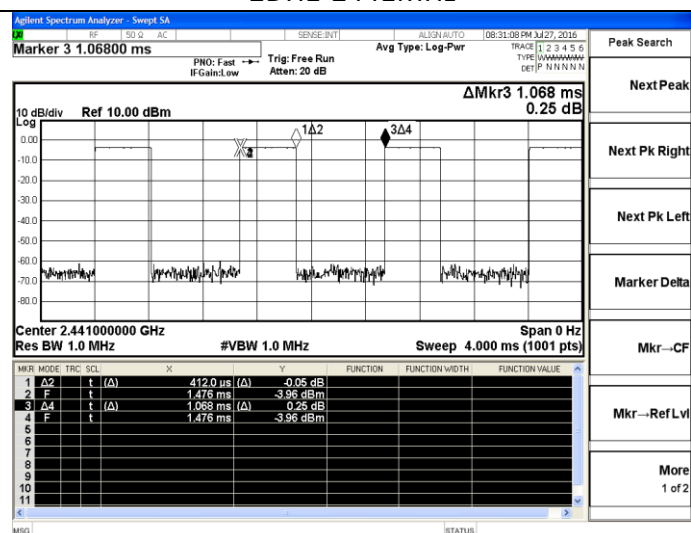 Agilent Spectrum Analyzer - Swept SA
RF 50 Ω AC SENSE:INT ALIGN AUTO 08:31:08 PM Jul 27, 2016
Marker 3 1.06800 ms
PNO: Fast
IFGain:Low
Trig: Free Run
Atten: 20 dB
Avg Type: Log-Pwr
TRACE 1 2 3 4 5 6
TYPE WWWWWW
DET P N N N N N
Peak Search
Next Peak
Next Pk Right
Next Pk Left
Marker Delta
Mkr→CF
Mkr→Ref Lvl
More
1 of 2
ΔMkr3 1.068 ms
0.25 dB
10 dB/div Ref 10.00 dBm
Log
1Δ2
3Δ4
0.00
-10.0
-20.0
-30.0
-40.0
-50.0
-60.0
-70.0
-80.0
Center 2.441000000 GHz Span 0 Hz
Res BW 1.0 MHz #VBW 1.0 MHz Sweep 4.000 ms (1001 pts)
MKR MODE TRC SCL X Y FUNCTION FUNCTION WIDTH FUNCTION VALUE
1 Δ2 t (Δ) 412.0 us (Δ) -0.05 dB
2 F t 1.476 ms -3.96 dBm
3 Δ4 t (Δ) 1.068 ms (Δ) 0.25 dB
4 F t 1.476 ms -3.96 dBm
5
6
7
8
9
10
11
MSG STATUS